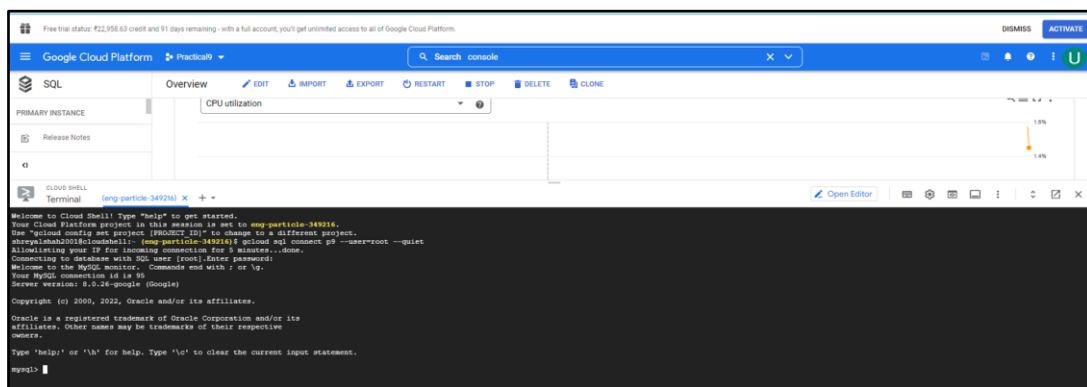 Free trial status: ₹22,958.63 credit and 91 days remaining - with a full account, you'll get unlimited access to all of Google Cloud Platform.
DISMISS
ACTIVATE
Google Cloud Platform
Practical9
Search console
U
SQL
Overview
EDIT
IMPORT
EXPORT
RESTART
STOP
DELETE
CLONE
PRIMARY INSTANCE
CPU utilization
1.5%
Release Notes
1.4%
CLOUD SHELL
Terminal
(eng-particle-349216)
Open Editor
Welcome to Cloud Shell! Type "help" to get started.
Your Cloud Platform project in this session is set to eng-particle-349216.
Use "gcloud config set project [PROJECT_ID]" to change to a different project.
shreyalshah2001@cloudshell:~ (eng-particle-349216)$ gcloud sql connect p9 --user=root --quiet
Allowlisting your IP for incoming connection for 5 minutes...done.
Connecting to database with SQL user [root].Enter password:
Welcome to the MySQL monitor.  Commands end with ; or \g.
Your MySQL connection id is 95
Server version: 8.0.26-google (Google)
Copyright (c) 2000, 2022, Oracle and/or its affiliates.
Oracle is a registered trademark of Oracle Corporation and/or its
affiliates. Other names may be trademarks of their respective
owners.
Type 'help;' or '\h' for help. Type '\c' to clear the current input statement.
mysql>